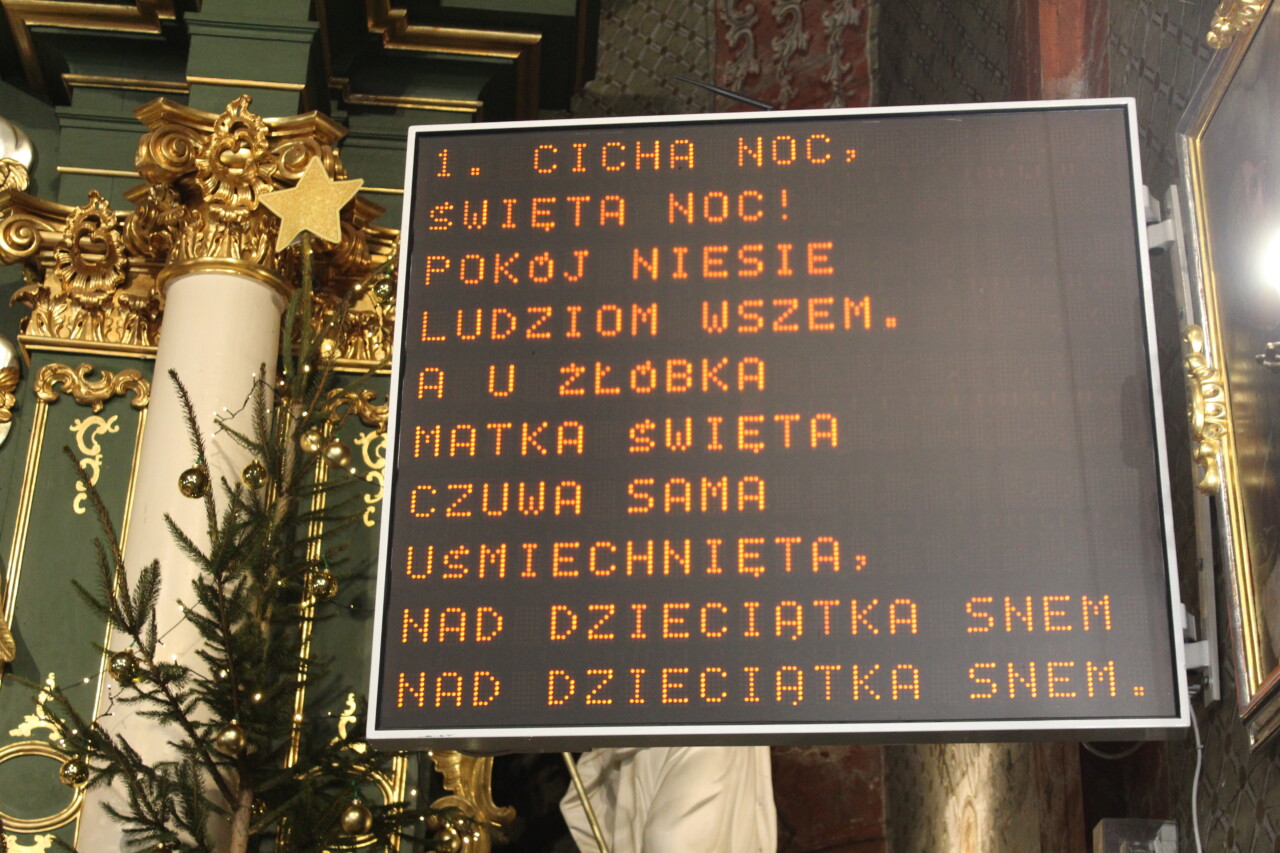 1. CICHA NOC,
ŚWIĘTA NOC!
POKÓJ NIESIE
LUDZIOM WSZEM.
A U ŻŁÓBKA
MATKA ŚWIĘTA
CZUWA SAMA
UŚMIECHNIĘTA,
NAD DZIECIĄTKA SNEM
NAD DZIECIĄTKA SNEM.